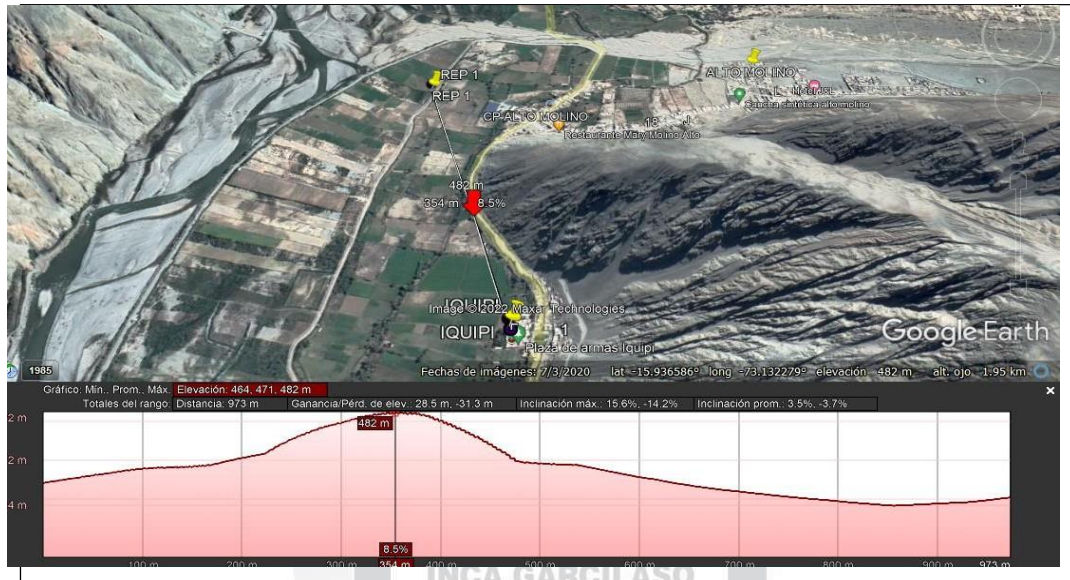 REP 1
REP 1
ALTO MOLINO
Cancha sintética alto molino
CP ALTO MOLINO
Restaurante Mary Molino Alto
18
482 m
354 m 8.5%
IQUIPI
Image © 2022 Maxar Technologies
IQUIPI
1
Plaza de armas Iquipi
Google Earth
1985
Fechas de imágenes: 7/3/2020 lat -15.936586° long -73.132279° elevación 482 m alt. ojo 1.95 km
Gráfico: Mín., Prom., Máx. Elevación: 464, 471, 482 m
Totales del rango: Distancia: 973 m Ganancia/Pérd. de elev.: 28.5 m, -31.3 m Inclinación máx.: 15.6%, -14.2% Inclinación prom.: 3.5%, -3.7%
2 m
482 m
2 m
4 m
8.5%
100 m 200 m 300 m 354 m 400 m 500 m 600 m 700 m 800 m 900 m 973 m
INCA GARCILASO